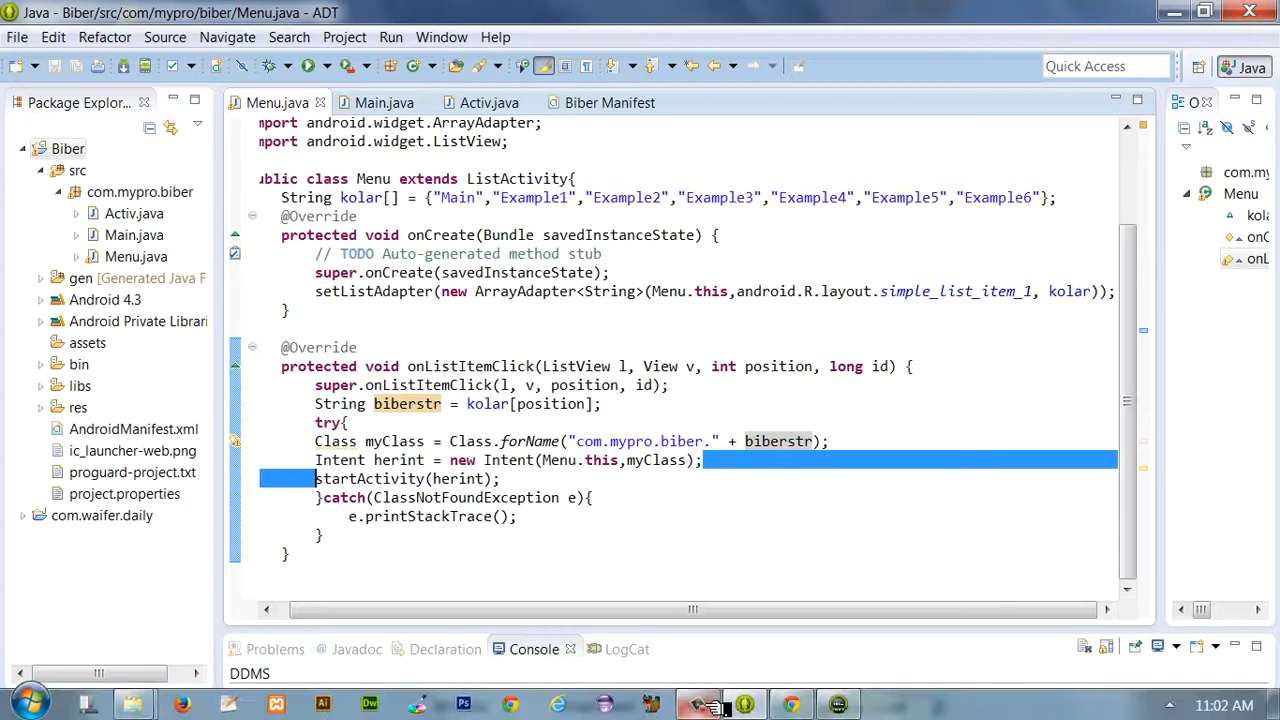 Java - Biber/src/com/mypro/biber/Menu.java - ADT
File Edit Refactor Source Navigate Search Project Run Window Help
Quick Access
Java
Package Explor...
Menu.java
Main.java
Activ.java
Biber Manifest
O
Biber
src
com.mypro.biber
Activ.java
Main.java
Menu.java
gen [Generated Java F
Android 4.3
Android Private Librari
assets
bin
libs
res
AndroidManifest.xml
ic_launcher-web.png
proguard-project.txt
project.properties
com.waifer.daily
mport android.widget.ArrayAdapter;
mport android.widget.ListView;
ublic class Menu extends ListActivity{
String kolar[] = {"Main","Example1","Example2","Example3","Example4","Example5","Example6"};
@Override
protected void onCreate(Bundle savedInstanceState) {
// TODO Auto-generated method stub
super.onCreate(savedInstanceState);
setListAdapter(new ArrayAdapter<String>(Menu.this,android.R.layout.simple_list_item_1, kolar));
}
@Override
protected void onListItemClick(ListView l, View v, int position, long id) {
super.onListItemClick(l, v, position, id);
String biberstr = kolar[position];
try{
Class myClass = Class.forName("com.mypro.biber." + biberstr);
Intent herint = new Intent(Menu.this,myClass);
startActivity(herint);
}catch(ClassNotFoundException e){
e.printStackTrace();
}
}
com.my
Menu
kola
onC
onL
Problems
@ Javadoc
Declaration
Console
LogCat
DDMS
Ai
Dw
Ps
11:02 AM